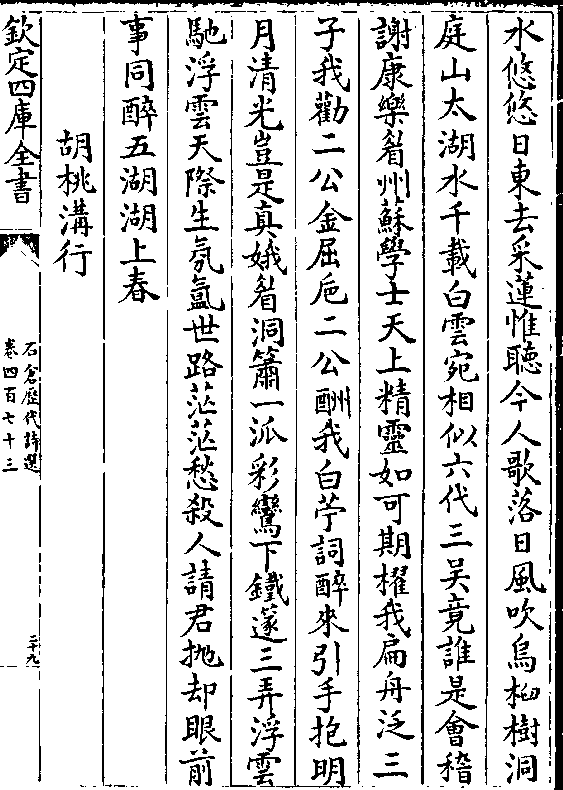 水悠悠日東去采蓮惟聽今人歌落日風吹烏桕樹洞
庭山太湖水千載白雲宛相似六代三吴竟誰是會稽
謝康樂眉州蘇學士天上精靈如可期櫂我扁舟泛三
子我勸二公金屈巵二公酬我白苧詞醉來引手抱明
月清光豈是真娥眉洞簫一派彩鸞下鐵篴三弄浮雲
馳浮雲天際生氛氳世路茫茫愁殺人請君抛却眼前
事同醉五湖湖上春
胡桃溝行
欽定四庫全書
石倉歷代詩選
卷四百七十三
二十九